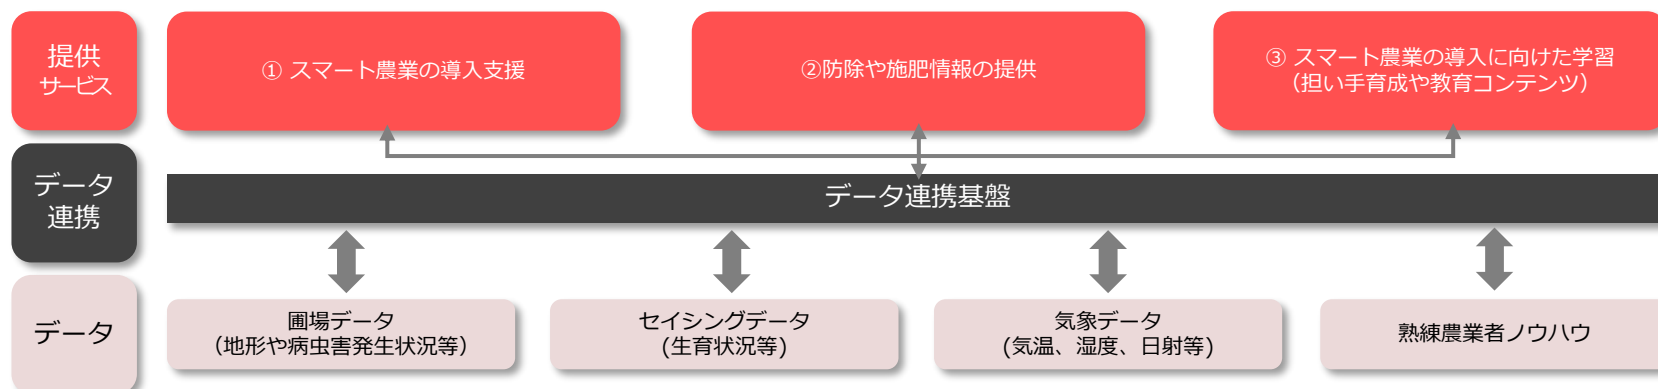 提供
サービス
① スマート農業の導入支援
②防除や施肥情報の提供
③ スマート農業の導入に向けた学習
（担い手育成や教育コンテンツ）
データ
連携
データ連携基盤
データ
圃場データ
（地形や病虫害発生状況等）
セイシングデータ
(生育状況等)
気象データ
(気温、湿度、日射等)
熟練農業者ノウハウ